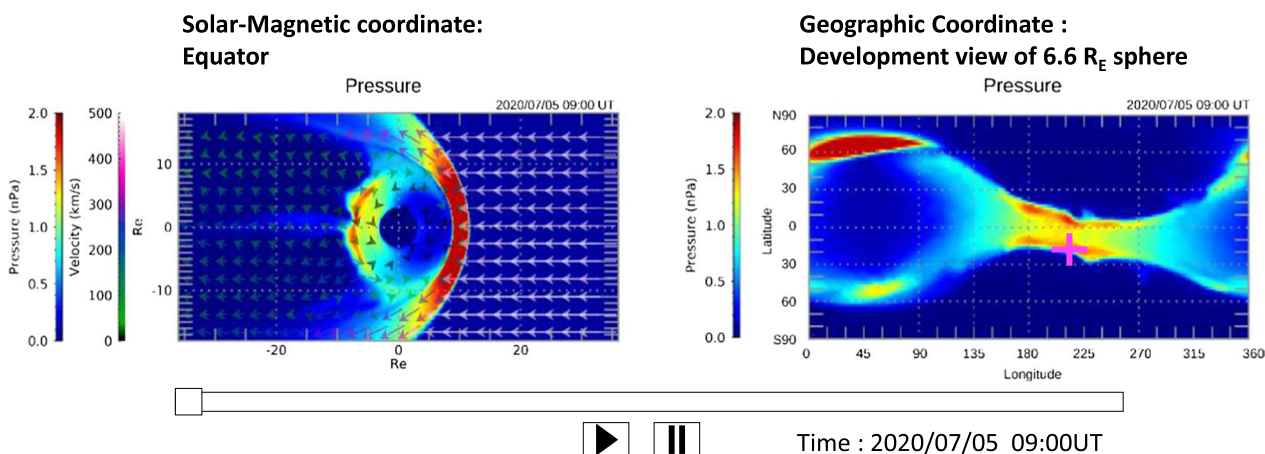 Solar-Magnetic coordinate:
Equator
Pressure
2020/07/05 09:00 UT
2.0
1.5
1.0
0.5
0.0
Pressure (nPa)
500
400
300
200
100
0
Velocity (km/s)
10
0
-10
Re
-20
0
20
Re
Geographic Coordinate :
Development view of 6.6 RE sphere
Pressure
2020/07/05 09:00 UT
2.0
1.5
1.0
0.5
0.0
Pressure (nPa)
N90
60
30
0
30
60
S90
Latitude
0
45
90
135
180
225
270
315
360
Longitude
Time : 2020/07/05 09:00UT